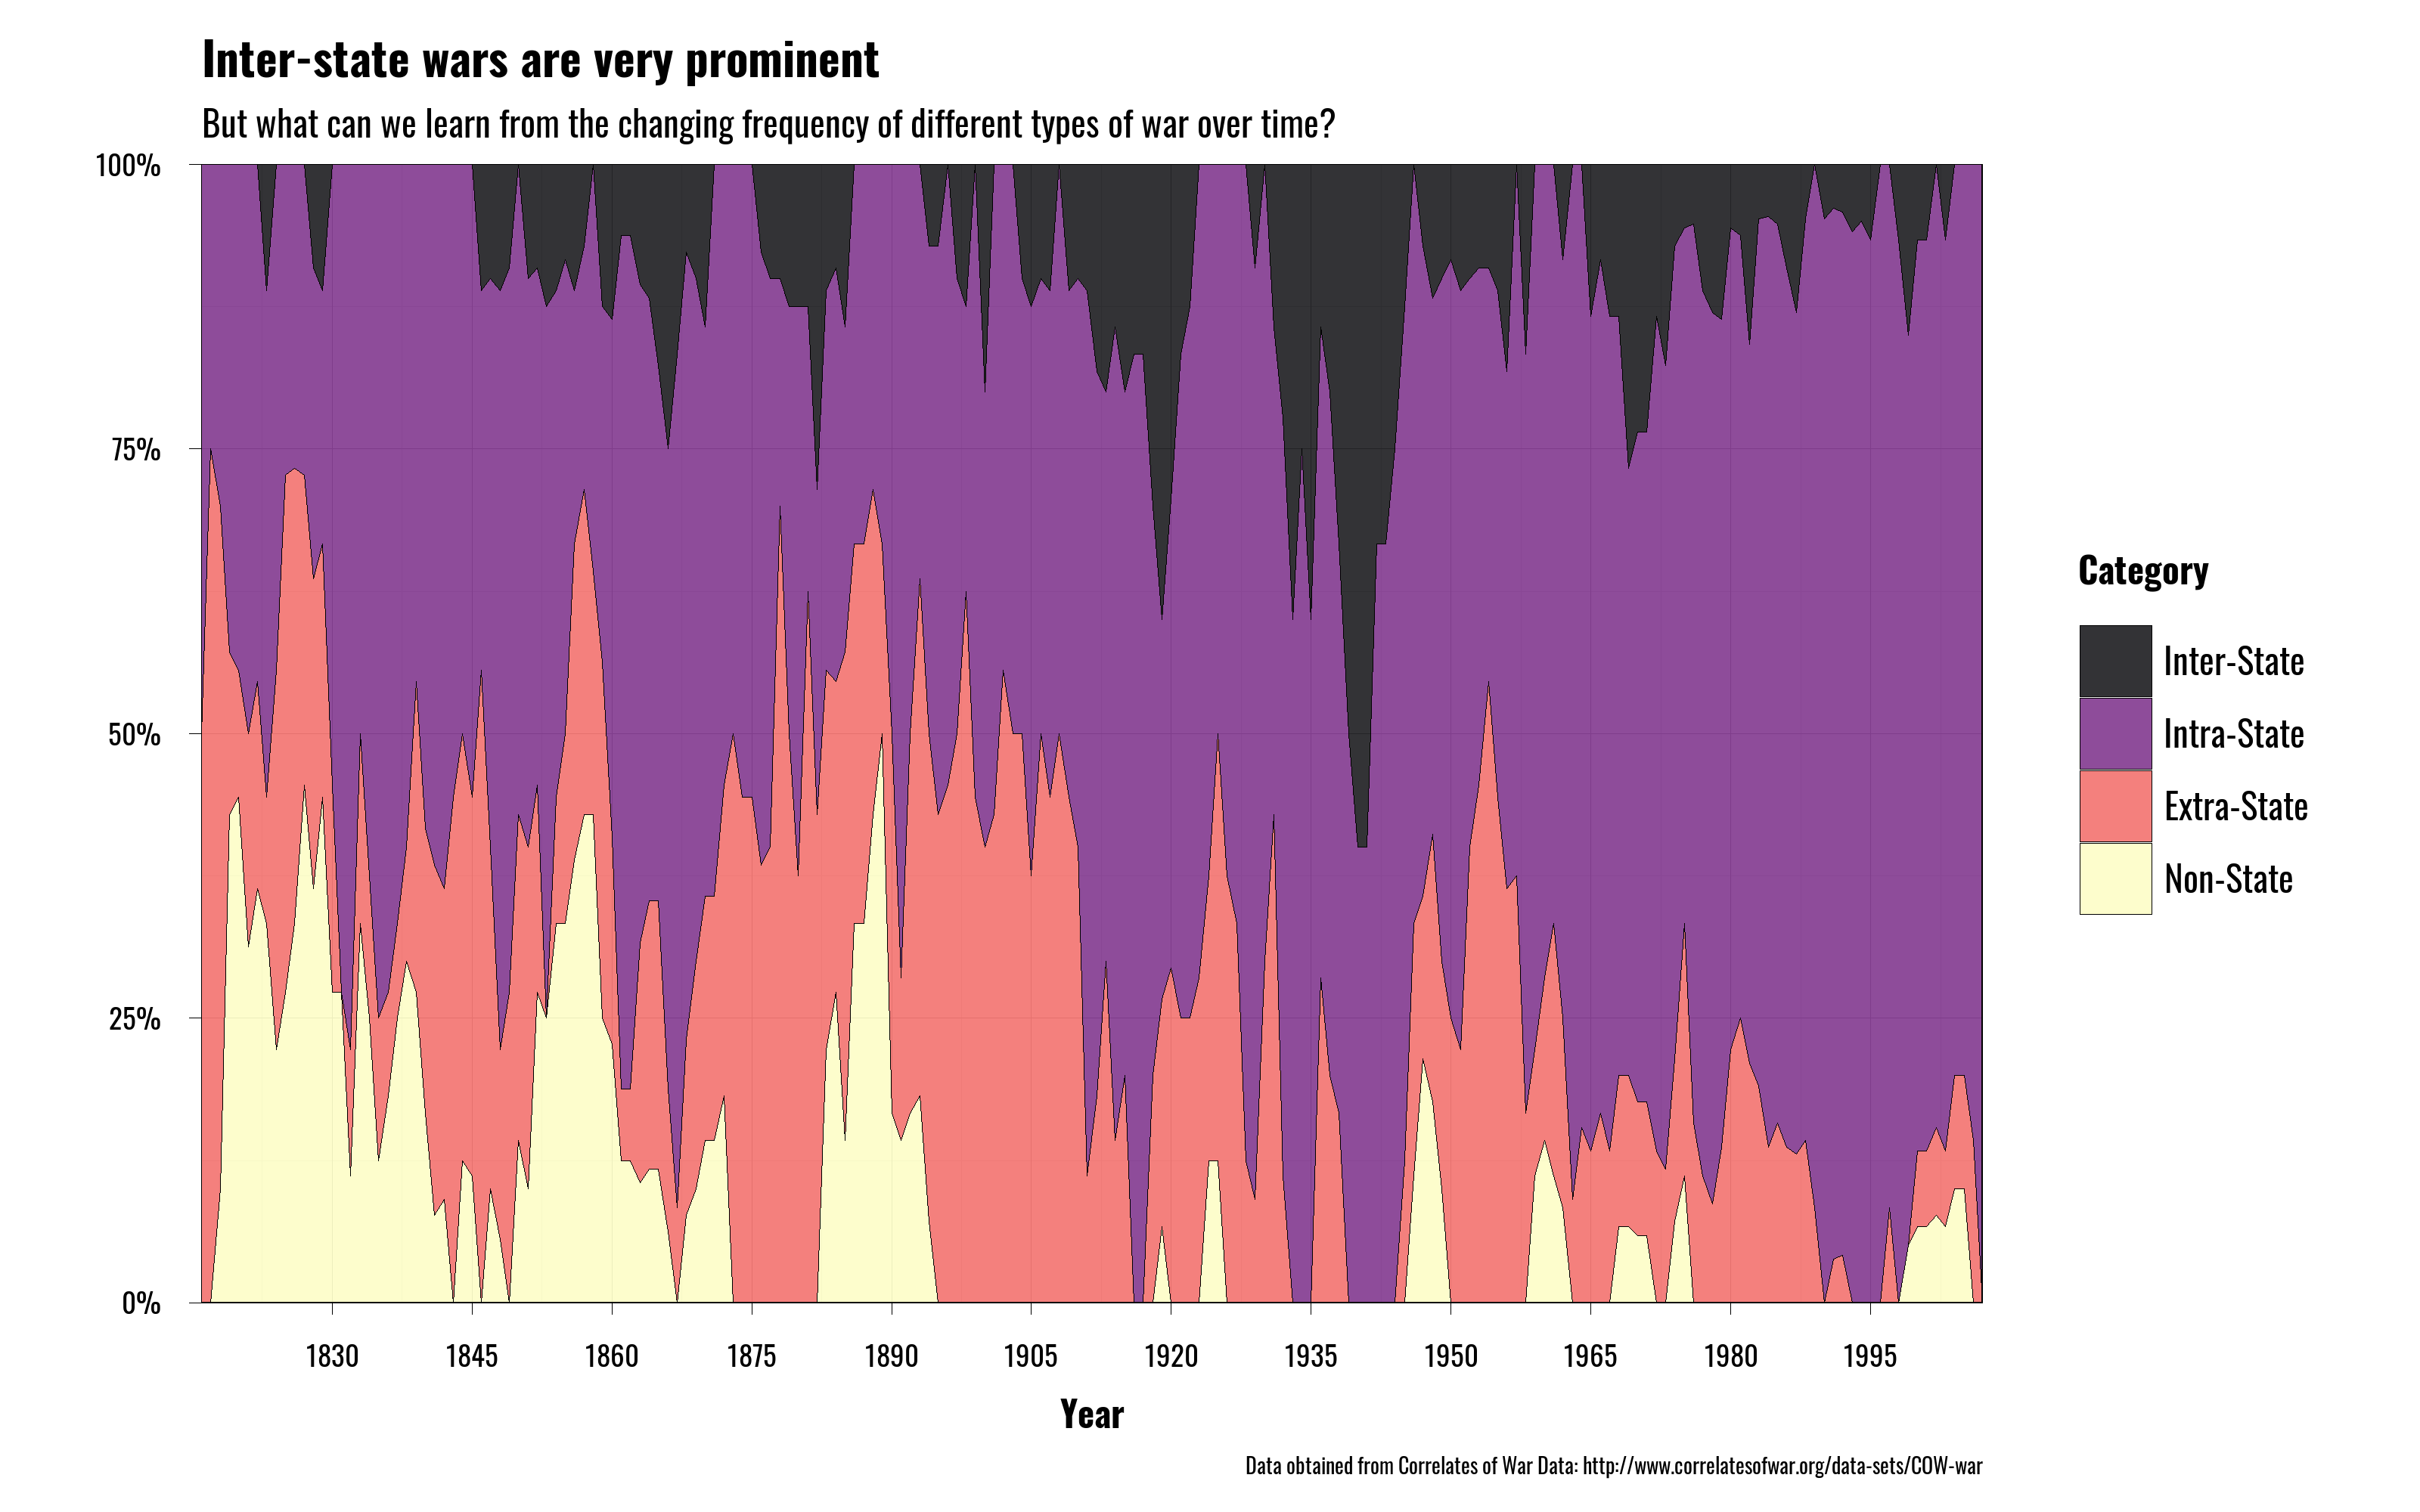 Inter-state wars are very prominent
But what can we learn from the changing frequency of different types of war over time?
100%
75%
50%
25%
0%
1830 1845 1860 1875 1890 1905 1920 1935 1950 1965 1980 1995
Year
Category
Inter-State
Intra-State
Extra-State
Non-State
Data obtained from Correlates of War Data: http://www.correlatesofwar.org/data-sets/COW-war